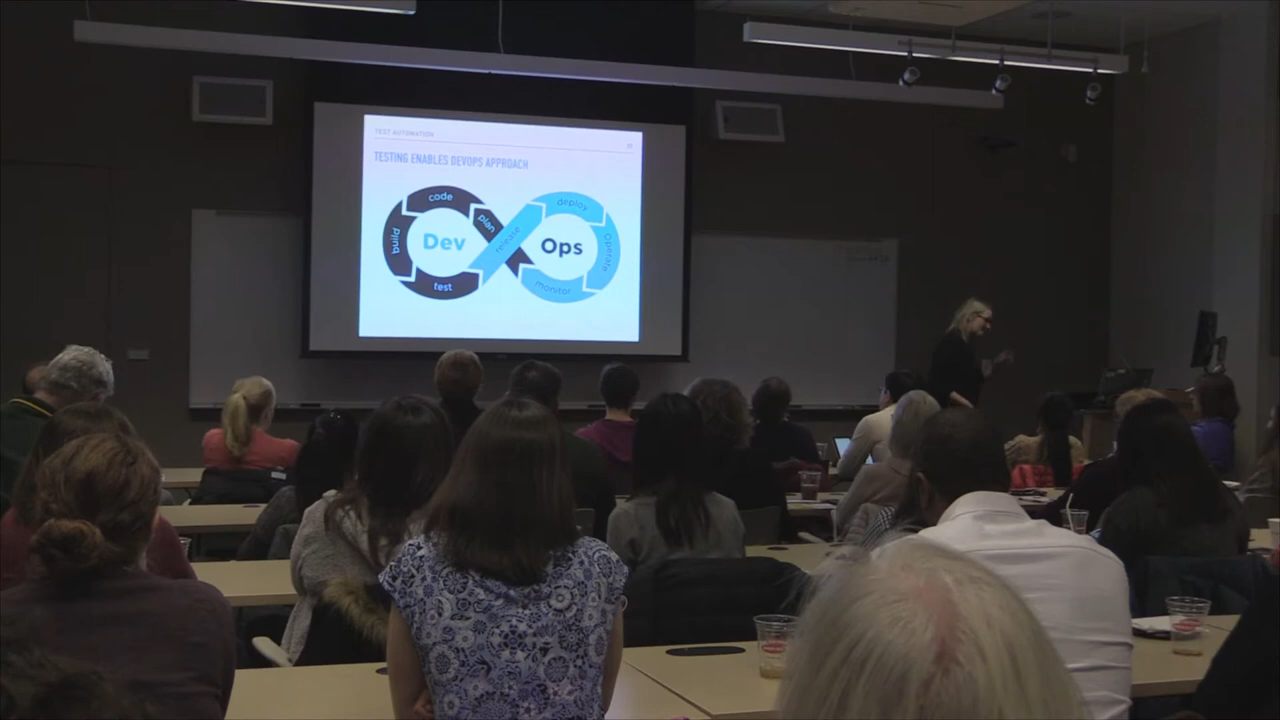 TEST AUTOMATION
TESTING ENABLES DEVOPS APPROACH
code
plan
build
Dev
test
release
deploy
Ops
Operate
monitor